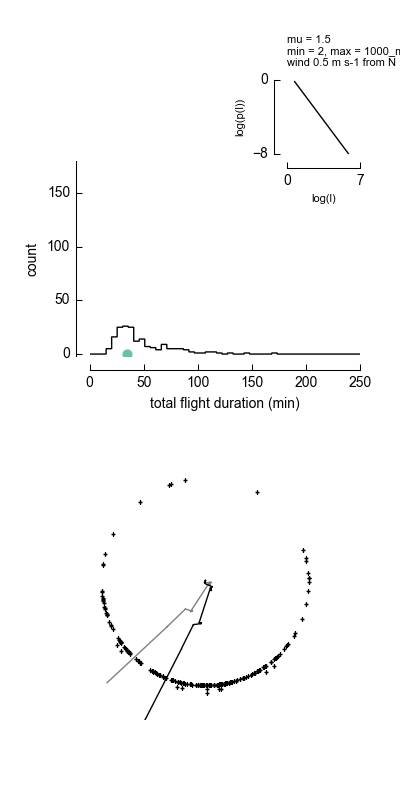 mu = 1.5
min = 2, max = 1000_m
wind 0.5 m s-1 from N
0
log(p(l))
−8
0
7
log(l)
150
100
50
0
count
0
50
100
150
200
250
total flight duration (min)